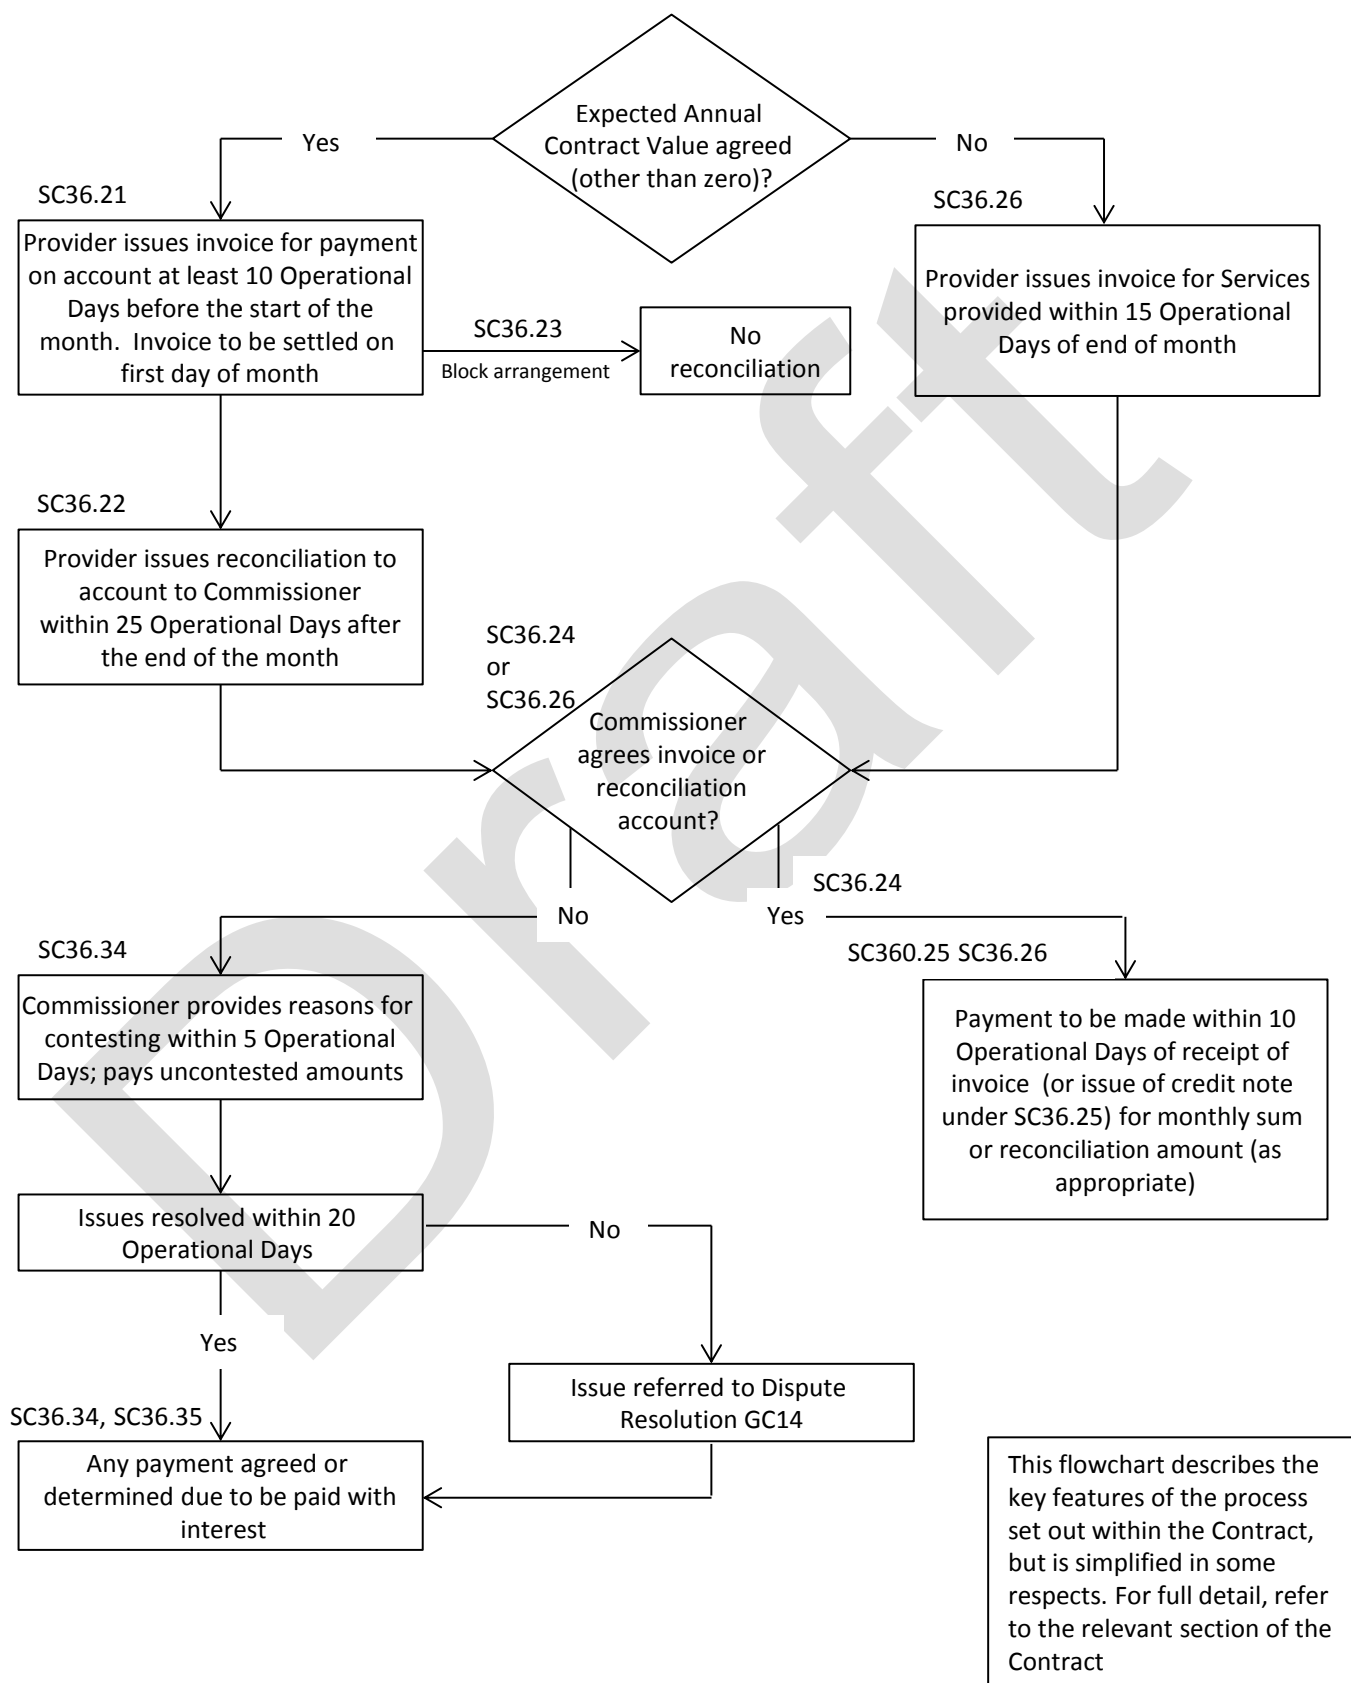 Expected Annual
Contract Value agreed
(other than zero)?
Yes
No
SC36.21
SC36.26
Provider issues invoice for payment
on account at least 10 Operational
Days before the start of the
month.  Invoice to be settled on
first day of month
SC36.23
Block arrangement
No
reconciliation
Provider issues invoice for Services
provided within 15 Operational
Days of end of month
SC36.22
Provider issues reconciliation to
account to Commissioner
within 25 Operational Days after
the end of the month
SC36.24
or
SC36.26
Commissioner
agrees invoice or
reconciliation
account?
No
Yes
SC36.24
SC36.34
SC360.25 SC36.26
Commissioner provides reasons for
contesting within 5 Operational
Days; pays uncontested amounts
Payment to be made within 10
Operational Days of receipt of
invoice  (or issue of credit note
under SC36.25) for monthly sum
or reconciliation amount (as
appropriate)
Issues resolved within 20
Operational Days
No
Yes
Issue referred to Dispute
Resolution GC14
SC36.34, SC36.35
Any payment agreed or
determined due to be paid with
interest
This flowchart describes the
key features of the process
set out within the Contract,
but is simplified in some
respects. For full detail, refer
to the relevant section of the
Contract
Draft